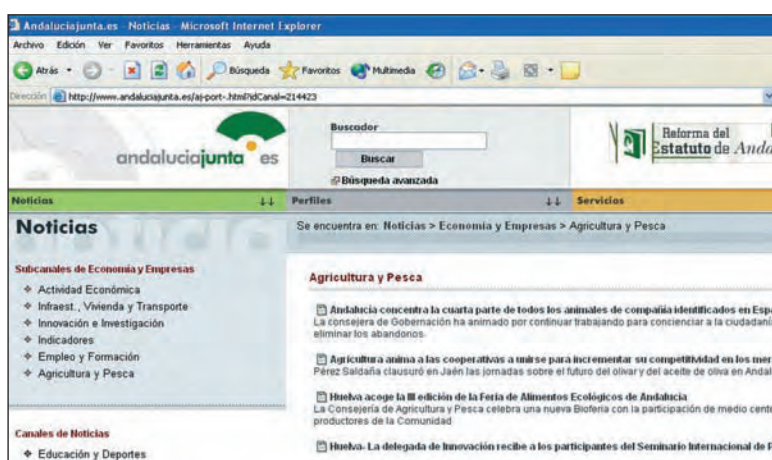 Andaluciajunta.es - Noticias - Microsoft Internet Explorer
Archivo Edición Ver Favoritos Herramientas Ayuda
Atrás Búsqueda Favoritos Multimedia
Dirección http://www.andaluciajunta.es/aj-port-.html?idCanal=214423
andaluciajunta es
Buscador
Buscar
Búsqueda avanzada
Reforma del
Estatuto de Anda
Noticias Perfiles Servicios
Noticias
Se encuentra en: Noticias > Economía y Empresas > Agricultura y Pesca
Subcanales de Economía y Empresas
Actividad Económica
Infraest., Vivienda y Transporte
Innovación e Investigación
Indicadores
Empleo y Formación
Agricultura y Pesca
Canales de Noticias
Educación y Deportes
Agricultura y Pesca
Andalucía concentra la cuarta parte de todos los animales de compañía identificados en Espa
La consejera de Gobernación ha animado por continuar trabajando para concienciar a la ciudadaní
eliminar los abandonos.
Agricultura anima a las cooperativas a unirse para incrementar su competitividad en los mer
Pérez Saldaña clausuró en Jaén las jornadas sobre el futuro del olivar y del aceite de oliva en Andal
Huelva acoge la III edición de la Feria de Alimentos Ecológicos de Andalucía
La Consejería de Agricultura y Pesca celebra una nueva Bioferia con la participación de medio cent
productores de la Comunidad
Huelva- La delegada de Innovación recibe a los participantes del Seminario Internacional de